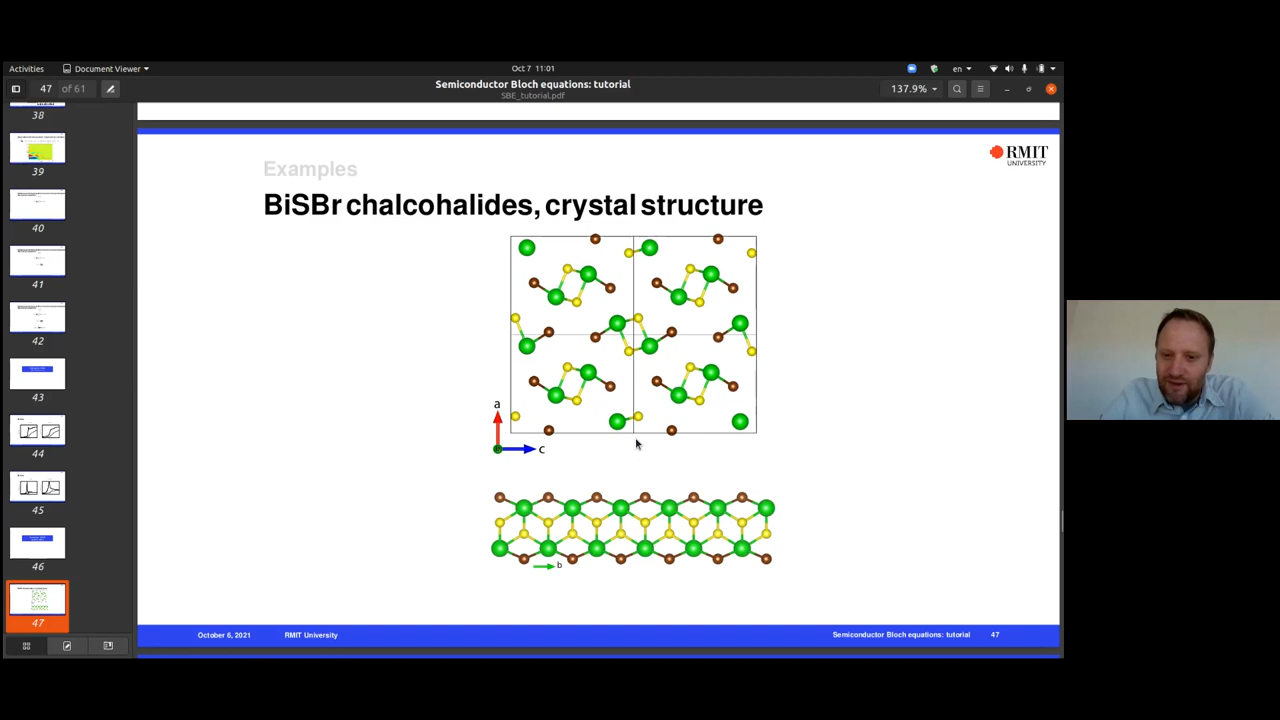 Activities
Document Viewer
Oct 7 11:01
en
47 of 61
Semiconductor Bloch equations: tutorial
SBE_tutorial.pdf
137.9%
38
39
40
41
42
43
44
45
46
47
RMIT
UNIVERSITY
Examples
BiSBr chalcohalides, crystal structure
a
c
b
October 6, 2021
RMIT University
Semiconductor Bloch equations: tutorial
47